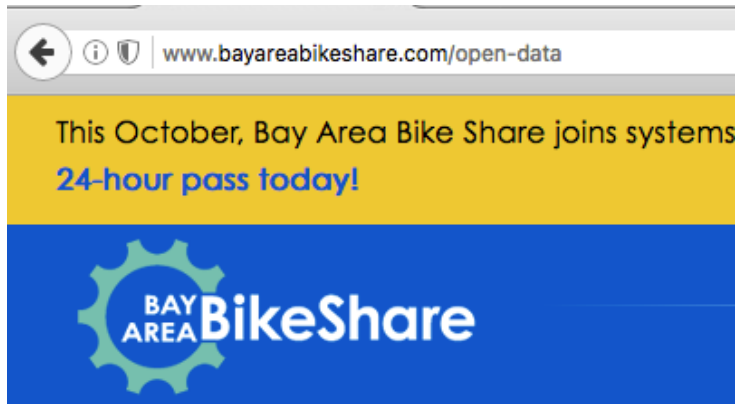 www.bayareabikeshare.com/open-data
This October, Bay Area Bike Share joins systems
24-hour pass today!
BAY
AREA BikeShare